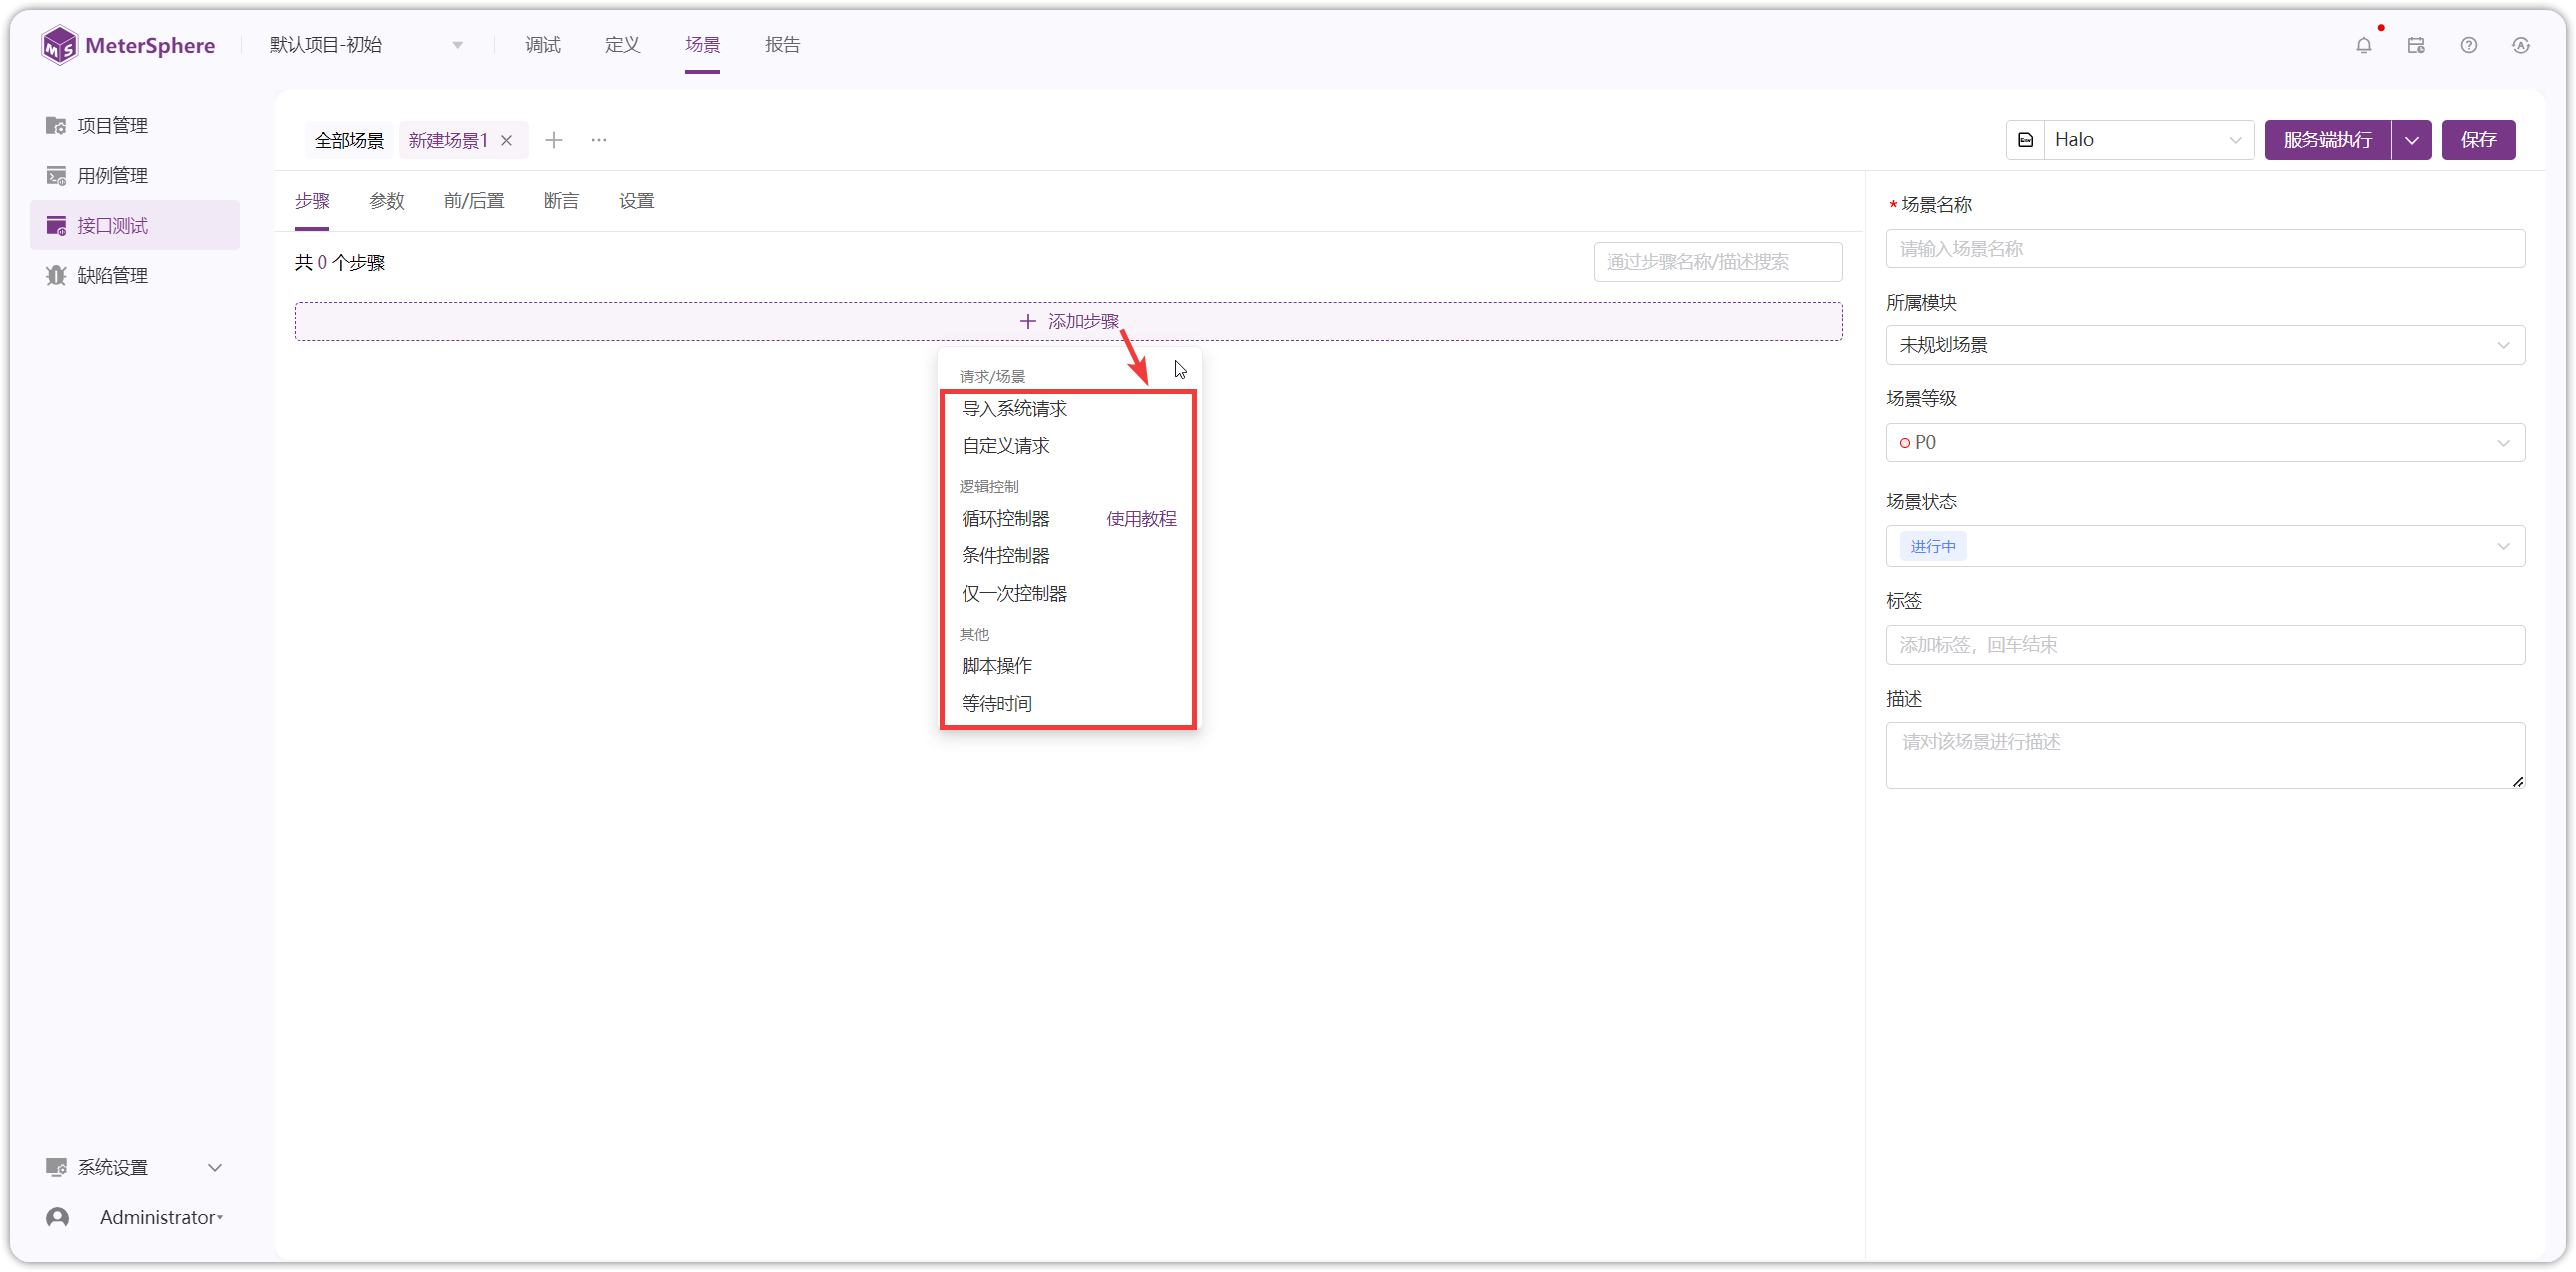 MeterSphere
默认项目-初始
调试
定义
场景
报告
项目管理
用例管理
接口测试
缺陷管理
全部场景
新建场景1
Halo
服务端执行
保存
步骤
参数
前/后置
断言
设置
共 0 个步骤
通过步骤名称/描述搜索
添加步骤
请求/场景
导入系统请求
自定义请求
逻辑控制
循环控制器 使用教程
条件控制器
仅一次控制器
其他
脚本操作
等待时间
* 场景名称
请输入场景名称
所属模块
未规划场景
场景等级
P0
场景状态
进行中
标签
添加标签，回车结束
描述
请对该场景进行描述
系统设置
Administrator